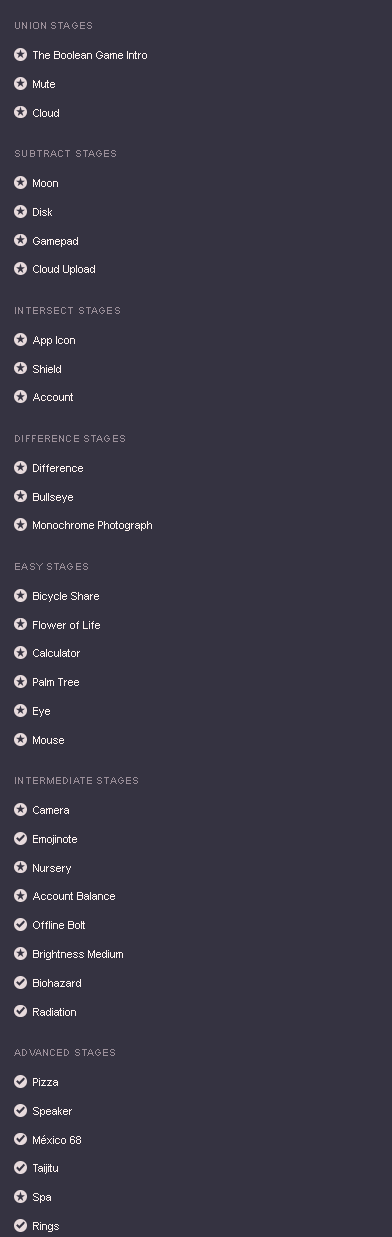 UNION STAGES
The Boolean Game Intro
Mute
Cloud
SUBTRACT STAGES
Moon
Disk
Gamepad
Cloud Upload
INTERSECT STAGES
App Icon
Shield
Account
DIFFERENCE STAGES
Difference
Bullseye
Monochrome Photograph
EASY STAGES
Bicycle Share
Flower of Life
Calculator
Palm Tree
Eye
Mouse
INTERMEDIATE STAGES
Camera
Emojinote
Nursery
Account Balance
Offline Bolt
Brightness Medium
Biohazard
Radiation
ADVANCED STAGES
Pizza
Speaker
México 68
Taijitu
Spa
Rings